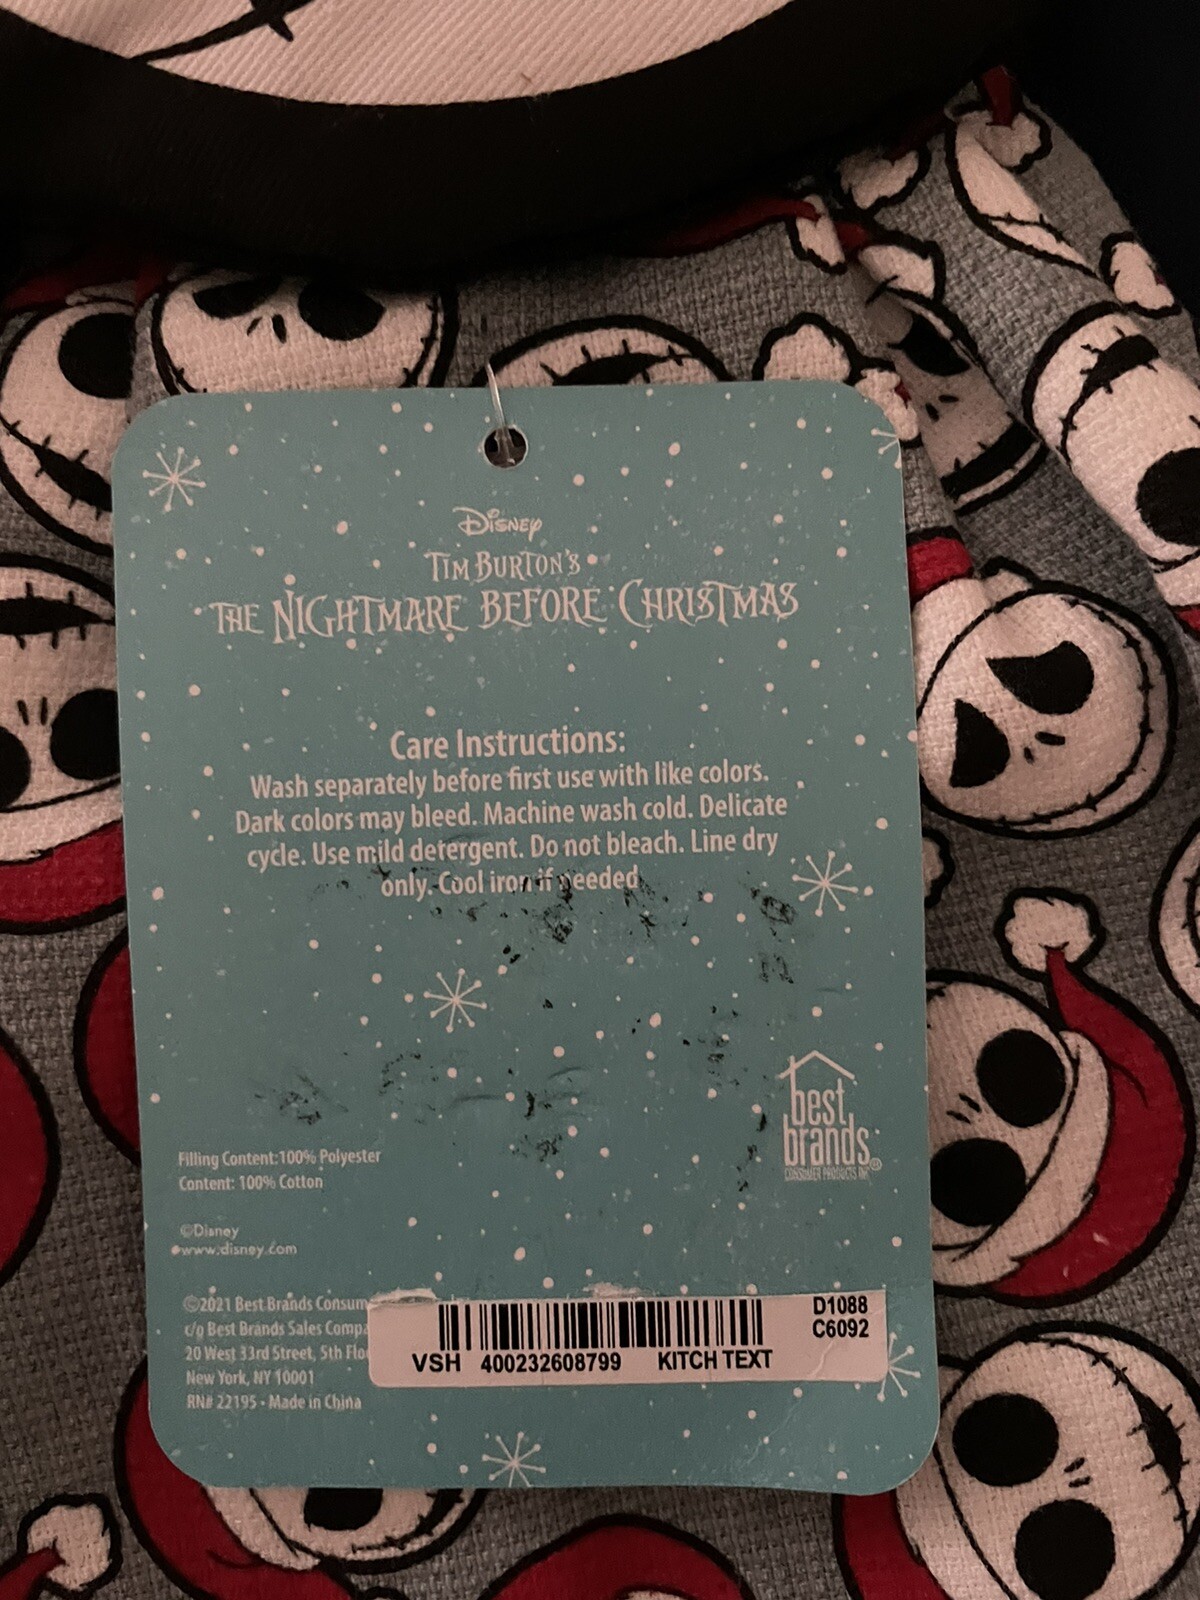 Disney
Tim Burton's
The Nightmare Before Christmas
Care Instructions:
Wash separately before first use with like colors.
Dark colors may bleed. Machine wash cold. Delicate
cycle. Use mild detergent. Do not bleach. Line dry
only. Cool iron if needed
best
brands
CONSUMER PRODUCTS INC
®
Filling Content:100% Polyester
Content: 100% Cotton
©Disney
www.disney.com
©2021 Best Brands Consum
c/o Best Brands Sales Compa
20 West 33rd Street, 5th Flo
New York, NY 10001
RN# 22195 • Made in China
D1088
C6092
VSH 400232608799 KITCH TEXT